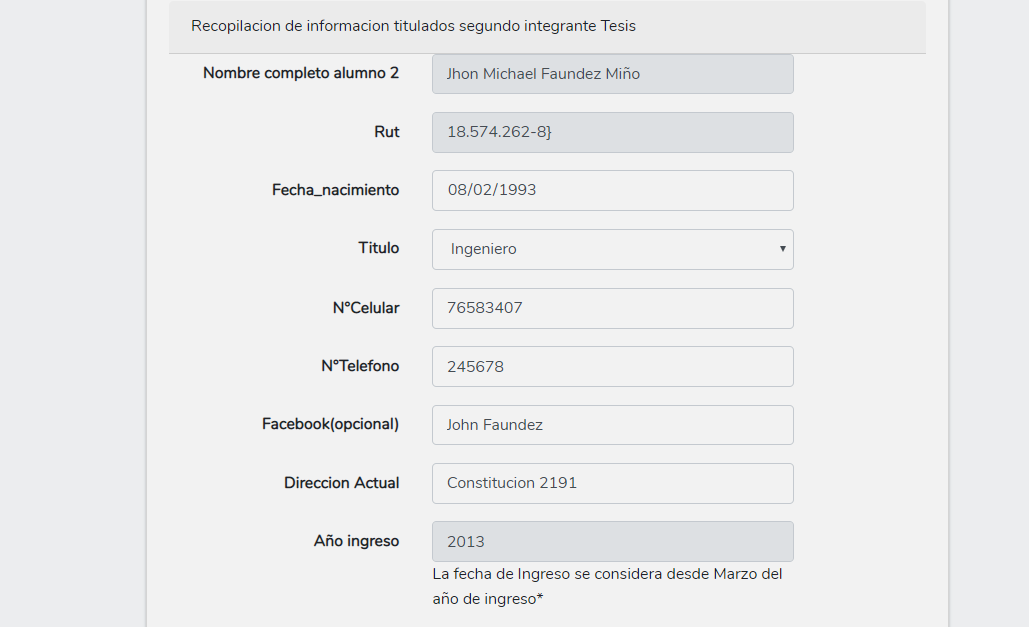 Recopilacion de informacion titulados segundo integrante Tesis
Nombre completo alumno 2 Jhon Michael Faundez Miño
Rut 18.574.262-8}
Fecha_nacimiento 08/02/1993
Titulo Ingeniero
N°Celular 76583407
N°Telefono 245678
Facebook(opcional) John Faundez
Direccion Actual Constitucion 2191
Año ingreso 2013
La fecha de Ingreso se considera desde Marzo del
año de ingreso*